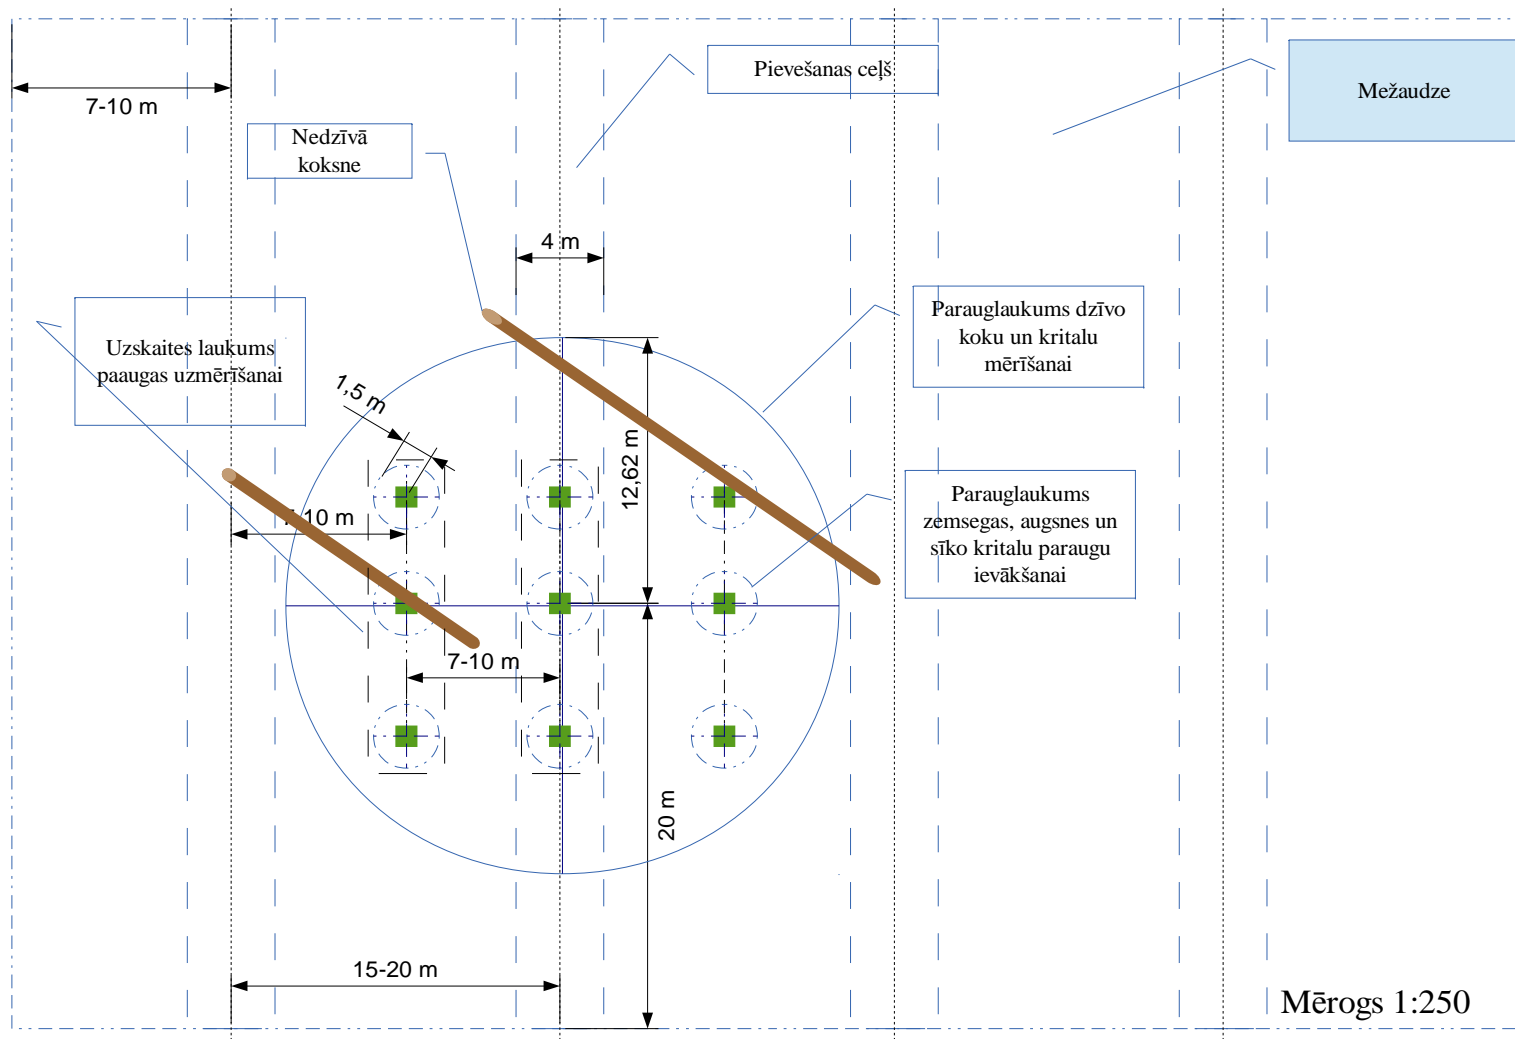 Pievešanas ceļš
Mežaudze
7-10 m
Nedzīvā
koksne
4 m
Parauglaukums dzīvo
koku un kritalu
mērīšanai
Uzskaites laukums
paaugas uzmērīšanai
1,5 m
12,62 m
Parauglaukums
zemsegas, augsnes un
sīko kritalu paraugu
ievākšanai
7-10 m
7-10 m
20 m
15-20 m
Mērogs 1:250